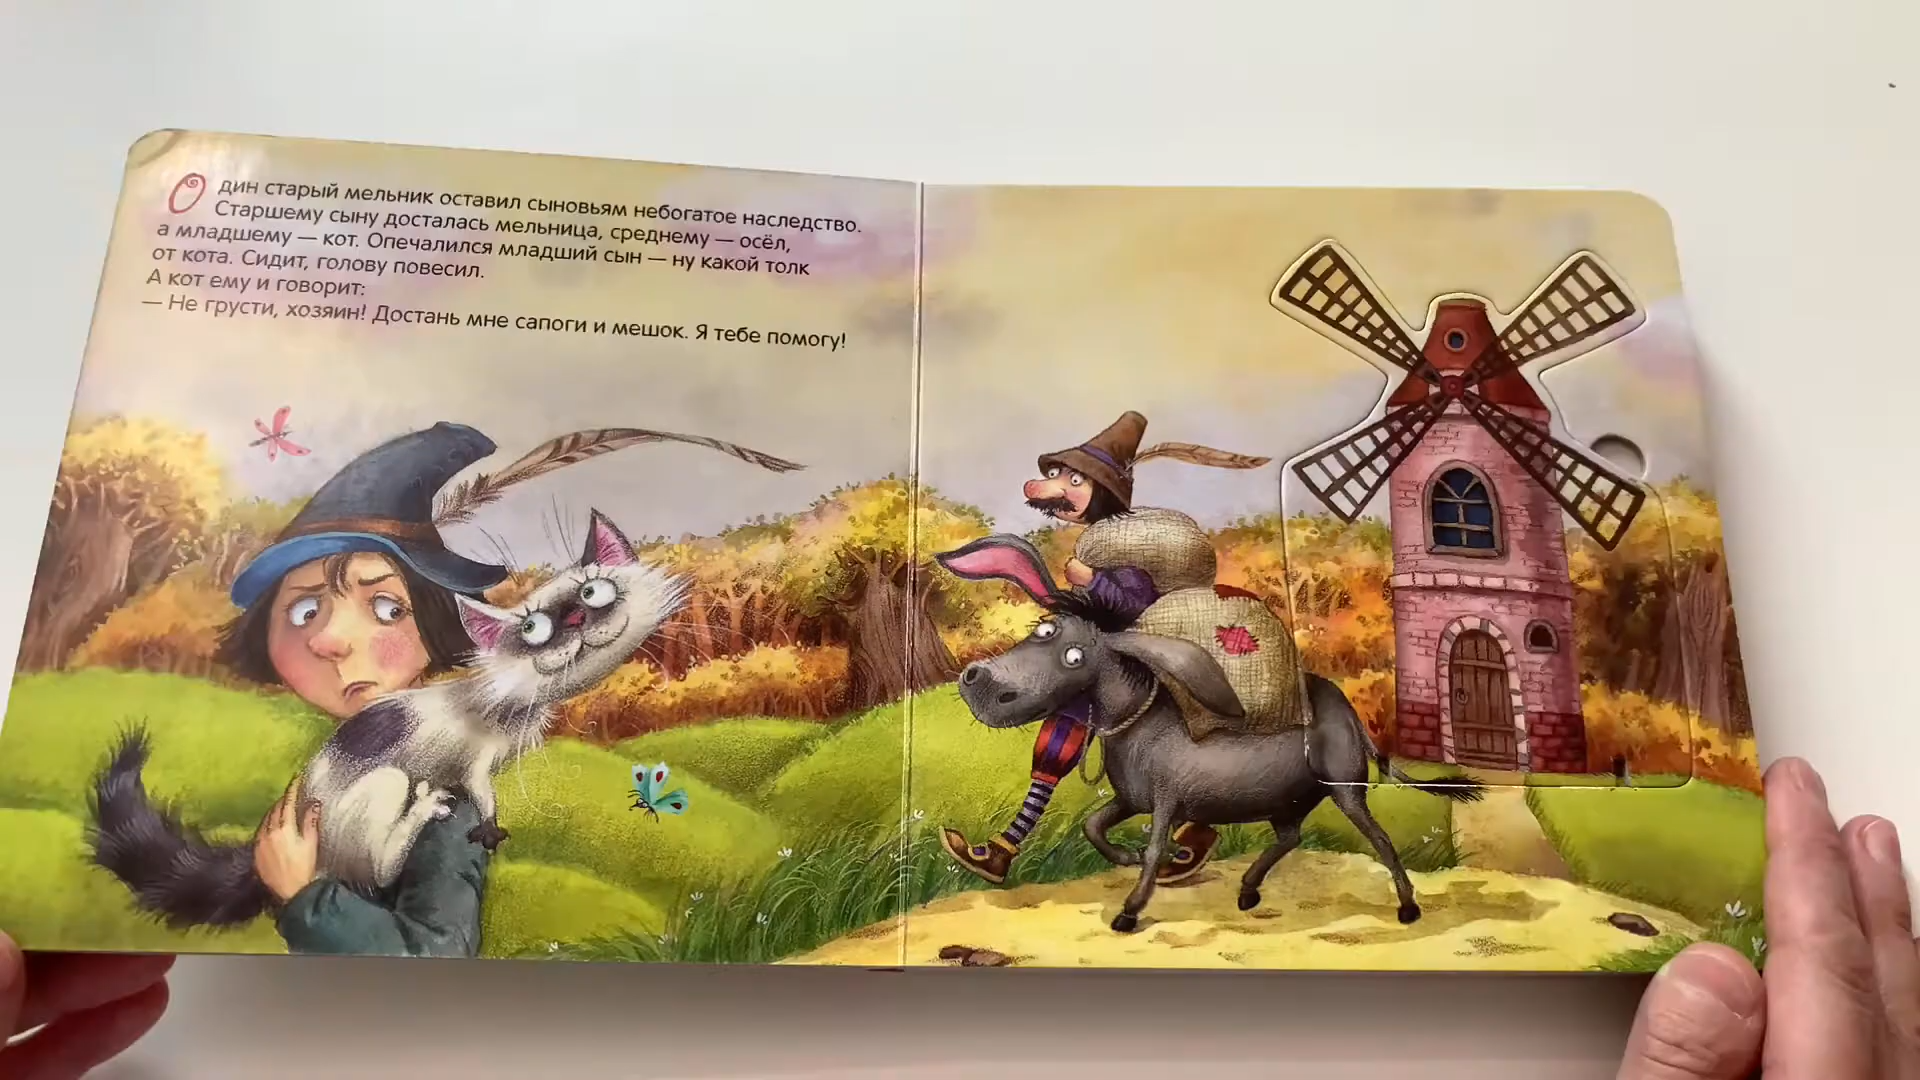 Один старый мельник оставил сыновьям небогатое наследство.
Старшему сыну досталась мельница, среднему — осёл,
а младшему — кот. Опечалился младший сын — ну какой толк
от кота. Сидит, голову повесил.
А кот ему и говорит:
— Не грусти, хозяин! Достань мне сапоги и мешок. Я тебе помогу!